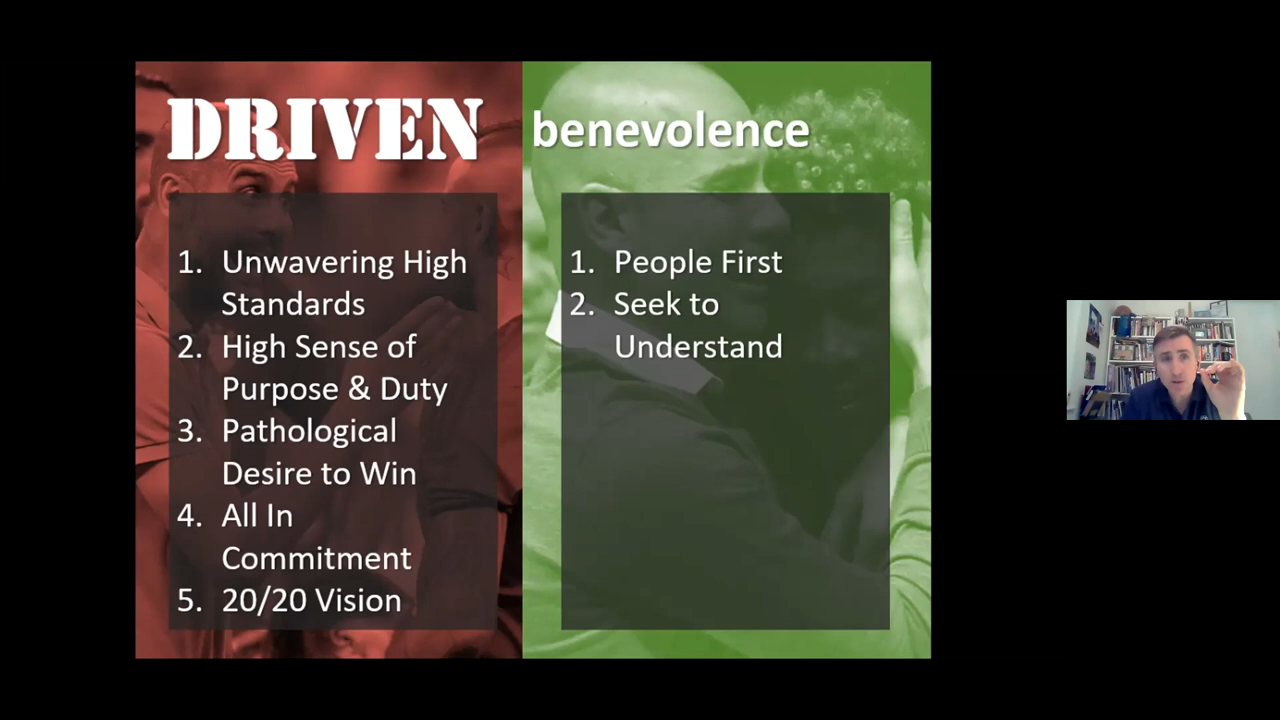 DRIVEN
1. Unwavering High
Standards
2. High Sense of
Purpose & Duty
3. Pathological
Desire to Win
4. All In
Commitment
5. 20/20 Vision
benevolence
1. People First
2. Seek to
Understand